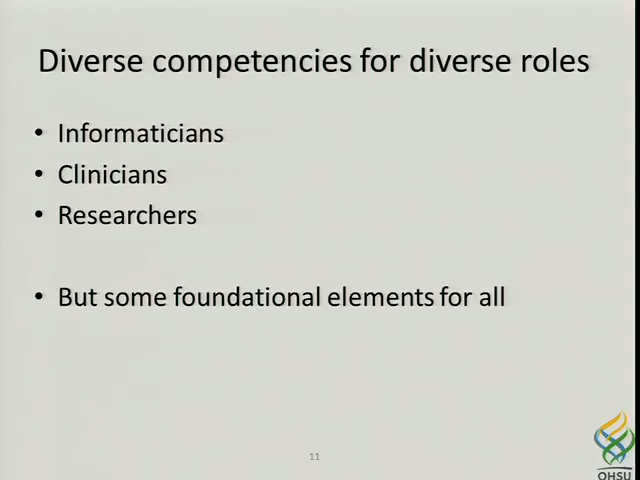 Diverse competencies for diverse roles
• Informaticians
• Clinicians
• Researchers
• But some foundational elements for all
11
OHSU